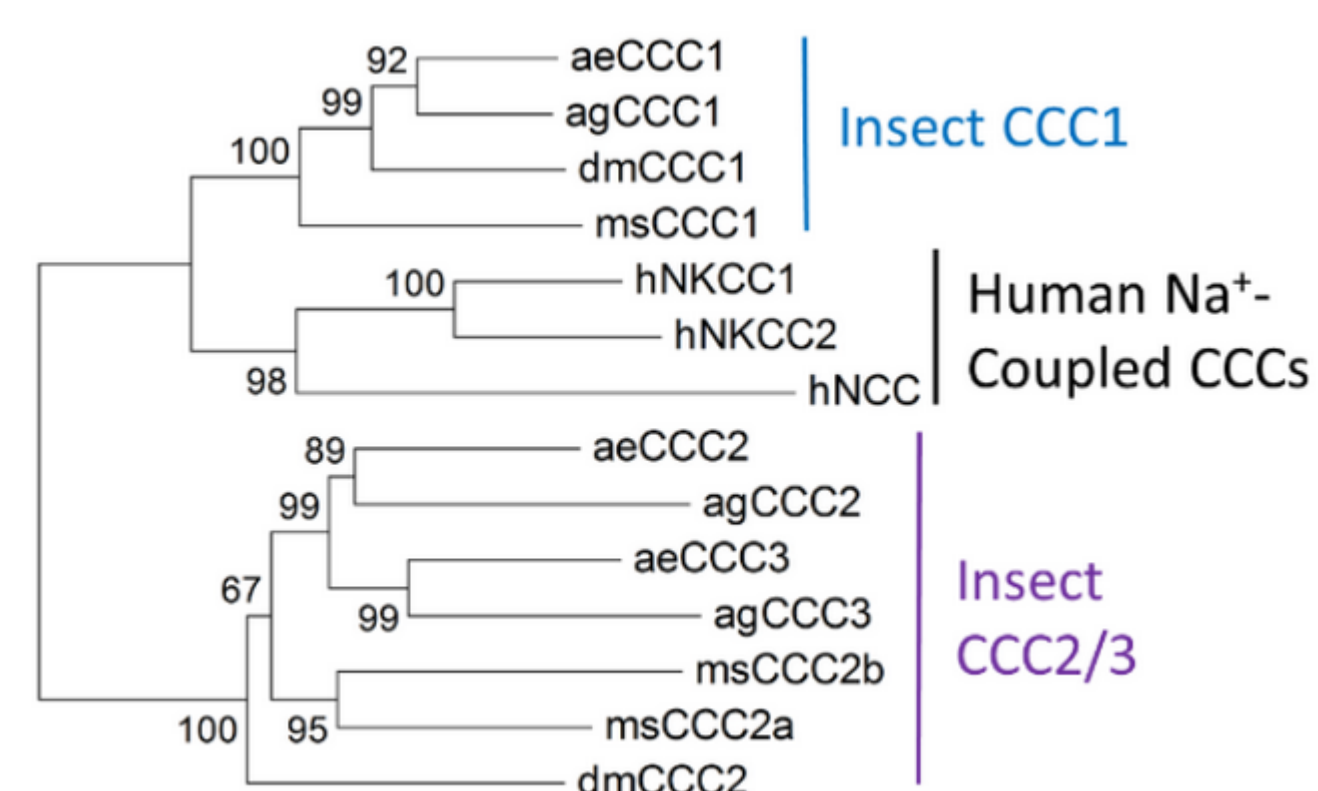 92
aeCCC1
99
agCCC1
Insect CCC1
100
dmCCC1
msCCC1
100
hNKCC1
Human Na⁺-
hNKCC2
Coupled CCCs
98
hNCC
89
aeCCC2
99
agCCC2
aeCCC3
Insect
67
99
agCCC3
CCC2/3
msCCC2b
100
95
msCCC2a
dmCCC2